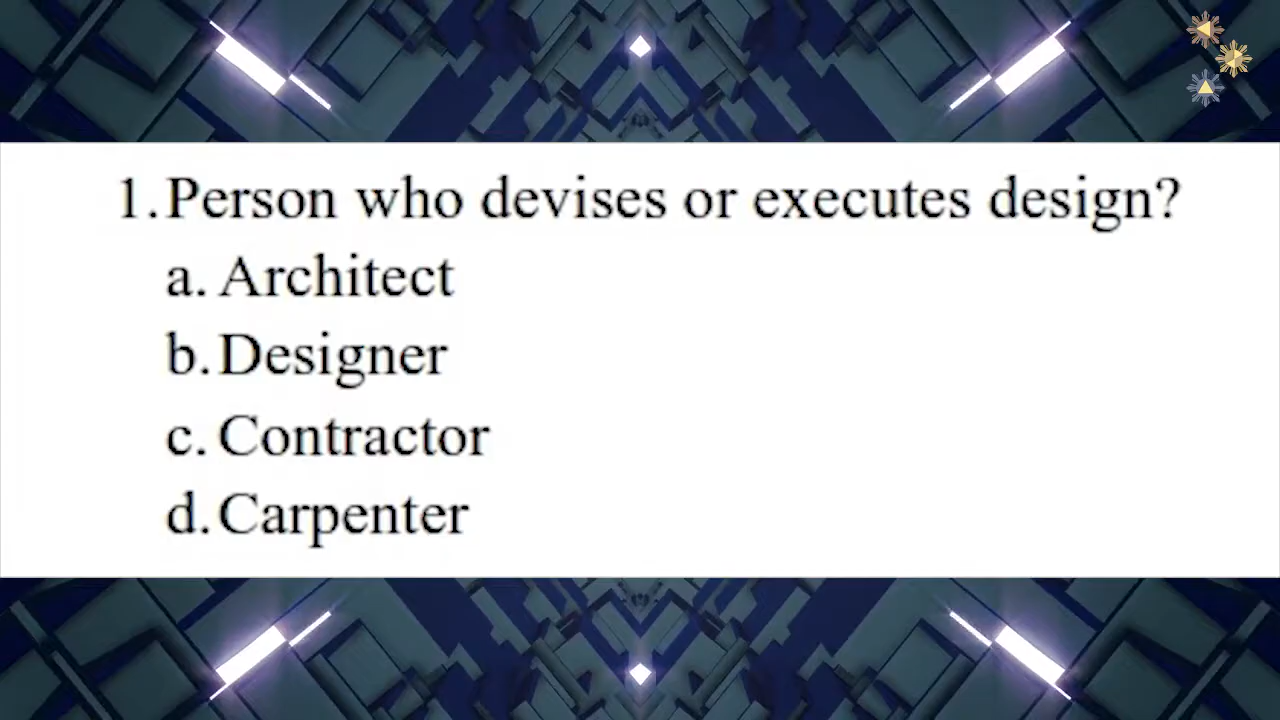 1. Person who devises or executes design?
a. Architect
b. Designer
c. Contractor
d. Carpenter